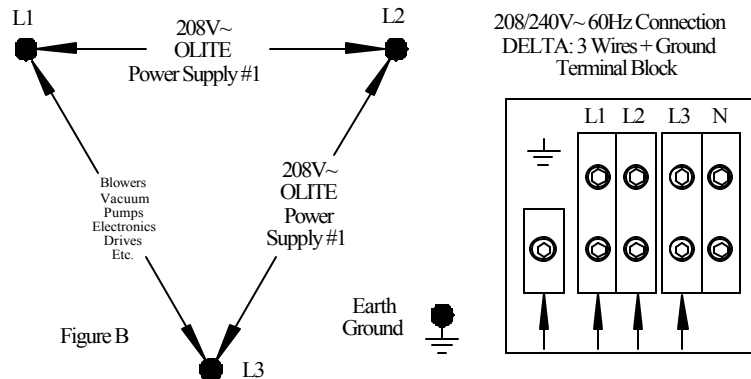 L1
208V~
OLITE
Power Supply #1
L2
208/240V~ 60Hz Connection
DELTA: 3 Wires + Ground
Terminal Block
L1 L2 L3 N
Blowers
Vacuum
Pumps
Electronics
Drives
Etc.
208V~
OLITE
Power
Supply #1
Earth
Ground
Figure B
L3